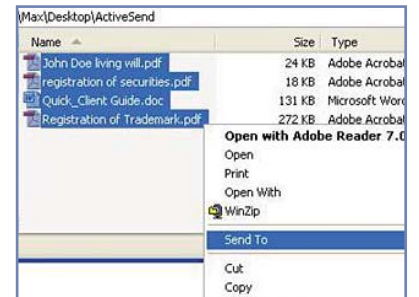 \Max\Desktop\ActiveSend
Name Size Type
John Doe living will.pdf 24 KB Adobe Acrobat
registration of securities.pdf 18 KB Adobe Acrobat
Quick_Client Guide.doc 131 KB Microsoft Word
Registration of Trademark.pdf 272 KB Adobe Acrobat
Open with Adobe Reader 7.0
Open
Print
Open With
WinZip
Send To
Cut
Copy